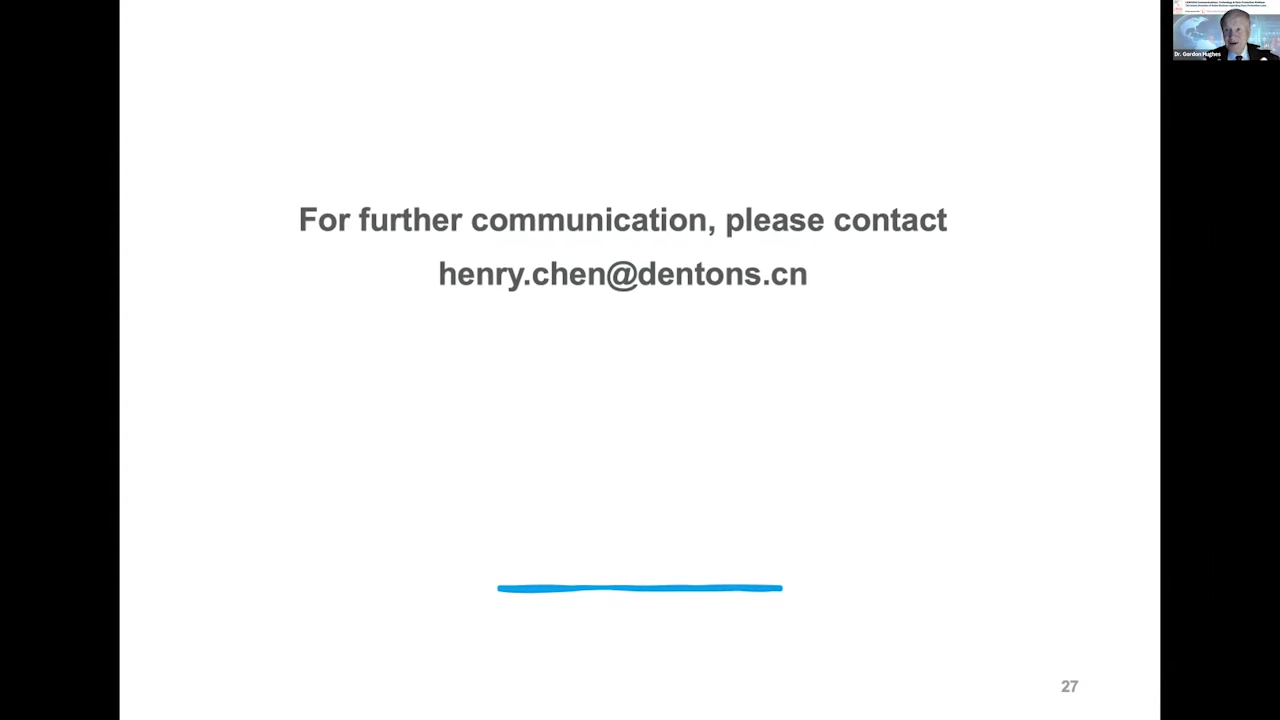 For further communication, please contact
henry.chen@dentons.cn
27
Dr. Gordon Hughes